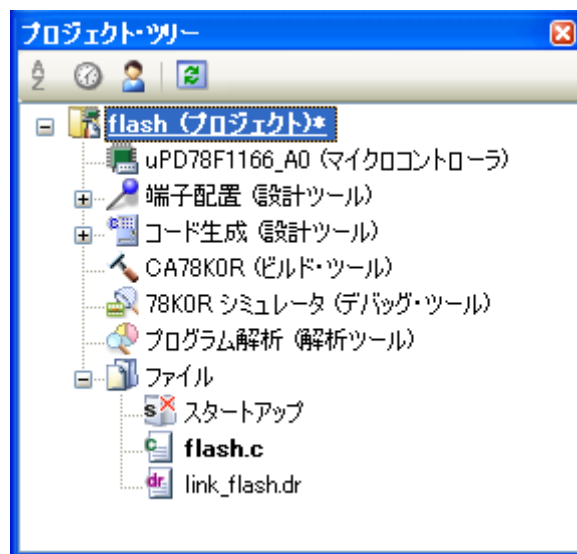 プロジェクト・ツリー
flash (プロジェクト)*
uPD78F1166_A0 (マイクロコントローラ)
端子配置 (設計ツール)
コード生成 (設計ツール)
CA78K0R (ビルド・ツール)
78K0R シミュレータ (デバッグ・ツール)
プログラム解析 (解析ツール)
ファイル
スタートアップ
flash.c
link_flash.dr